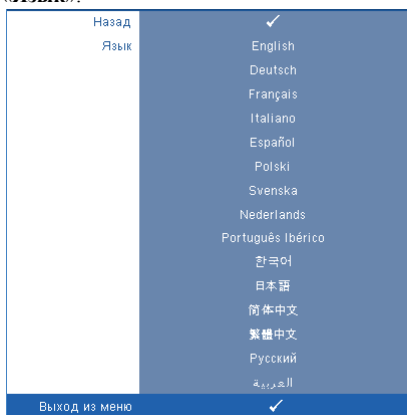 «Язык».
Назад ✓
Язык English
Deutsch
Français
Italiano
Español
Polski
Svenska
Nederlands
Português Ibérico
한국어
日本語
简体中文
繁體中文
Русский
العربية
Выход из меню ✓